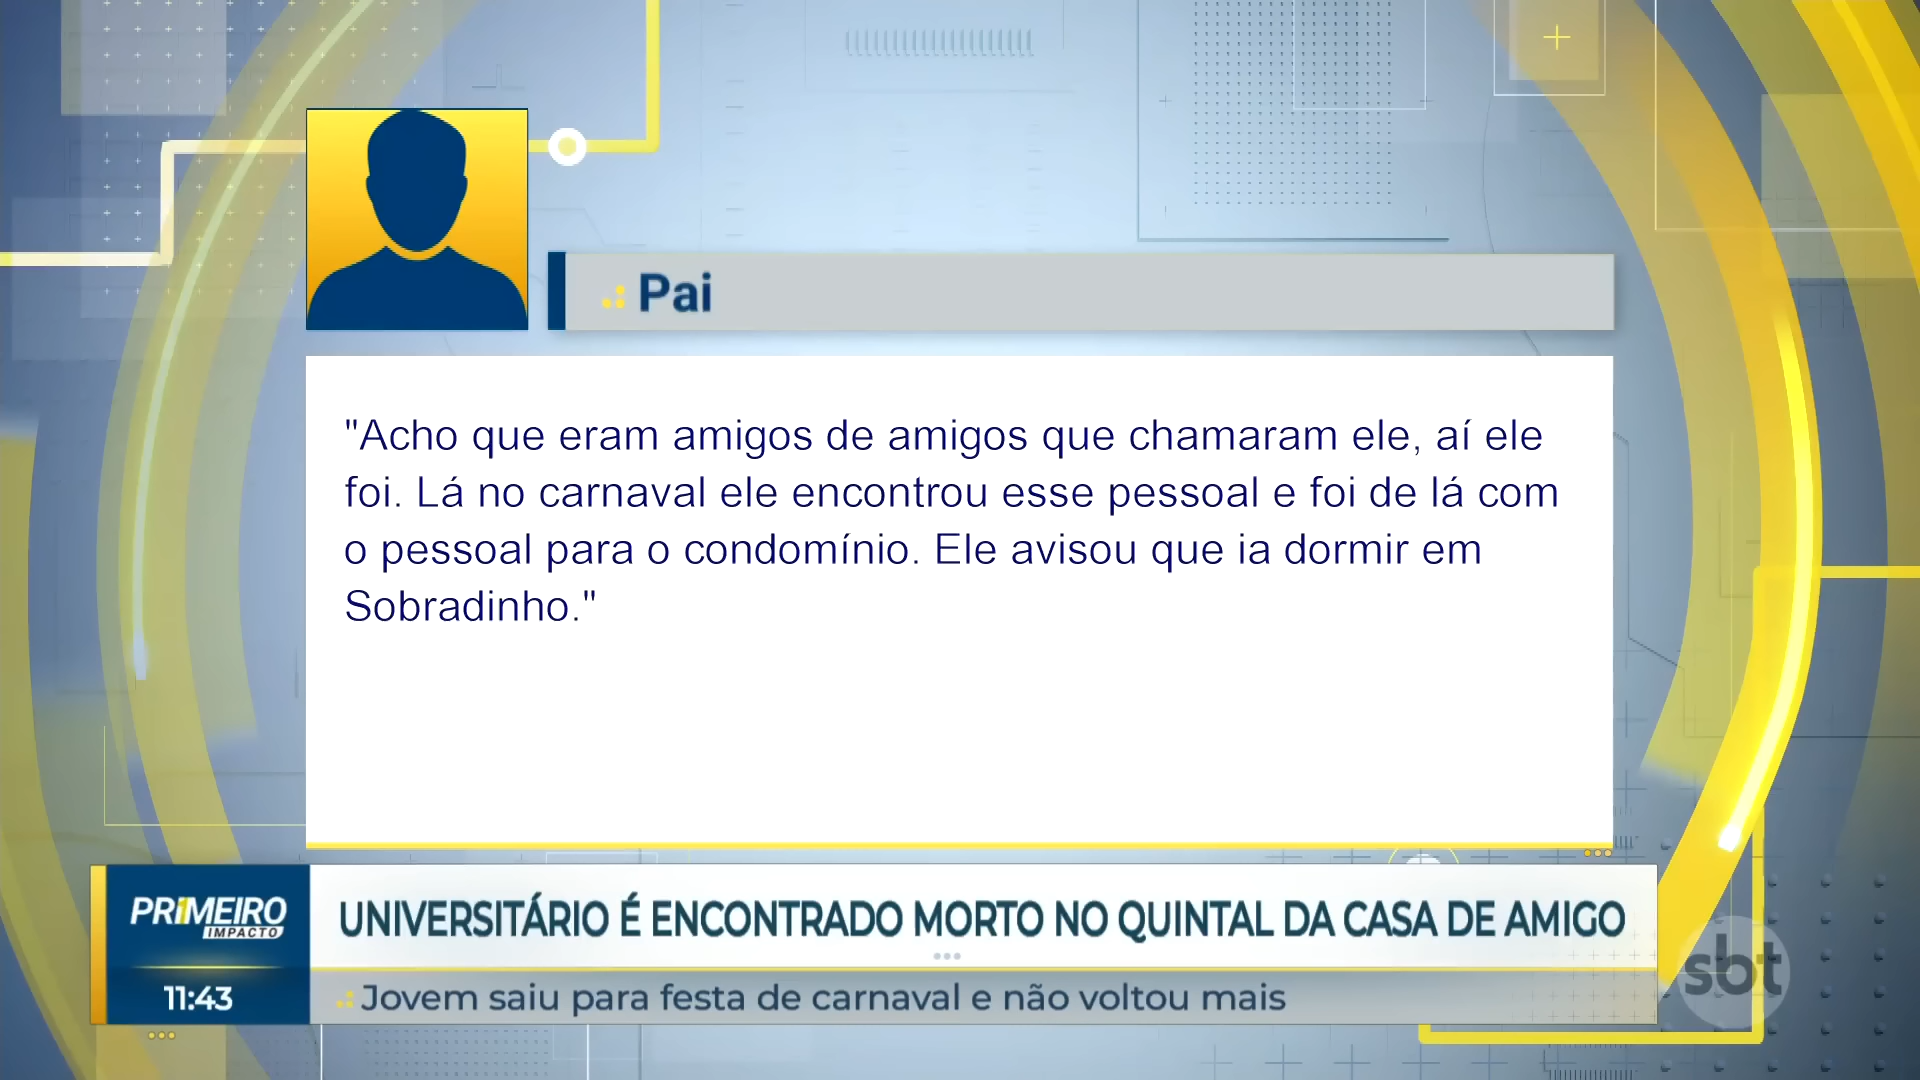 Pai
"Acho que eram amigos de amigos que chamaram ele, aí ele
foi. Lá no carnaval ele encontrou esse pessoal e foi de lá com
o pessoal para o condomínio. Ele avisou que ia dormir em
Sobradinho."
PR1MEIRO
IMPACTO
UNIVERSITÁRIO É ENCONTRADO MORTO NO QUINTAL DA CASA DE AMIGO
11:43
Jovem saiu para festa de carnaval e não voltou mais
sbt